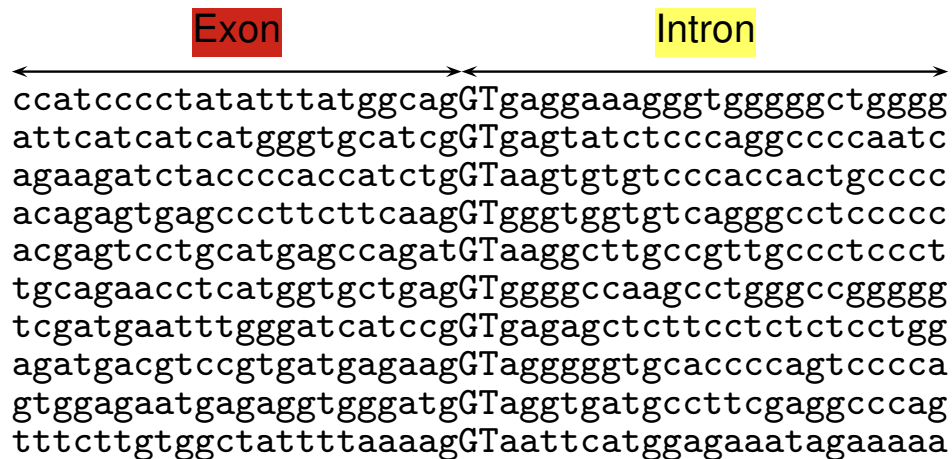 Exon Intron
ccatcccctatatttatggcagGTgaggaaagggtgggggctgggg
attcatcatcatgggtgcatcgGTgagtatctcccaggccccaatc
agaagatctaccccaccatctgGTaagtgtgtcccaccactgcccc
acagagtgagcccttcttcaagGTgggtggtgtcagggcctccccc
acgagtcctgcatgagccagatGTaaggcttgccgttgccctccct
tgcagaacctcatggtgctgagGTggggccaagcctgggccggggg
tcgatgaatttgggatcatccgGTgagagctcttcctctctcctgg
agatgacgtccgtgatgagaagGTagggggtgcaccccagtcccca
gtggagaatgagaggtgggatgGTaggtgatgccttcgaggcccag
tttcttgtggctattttaaaagGTaattcatggagaaatagaaaaa